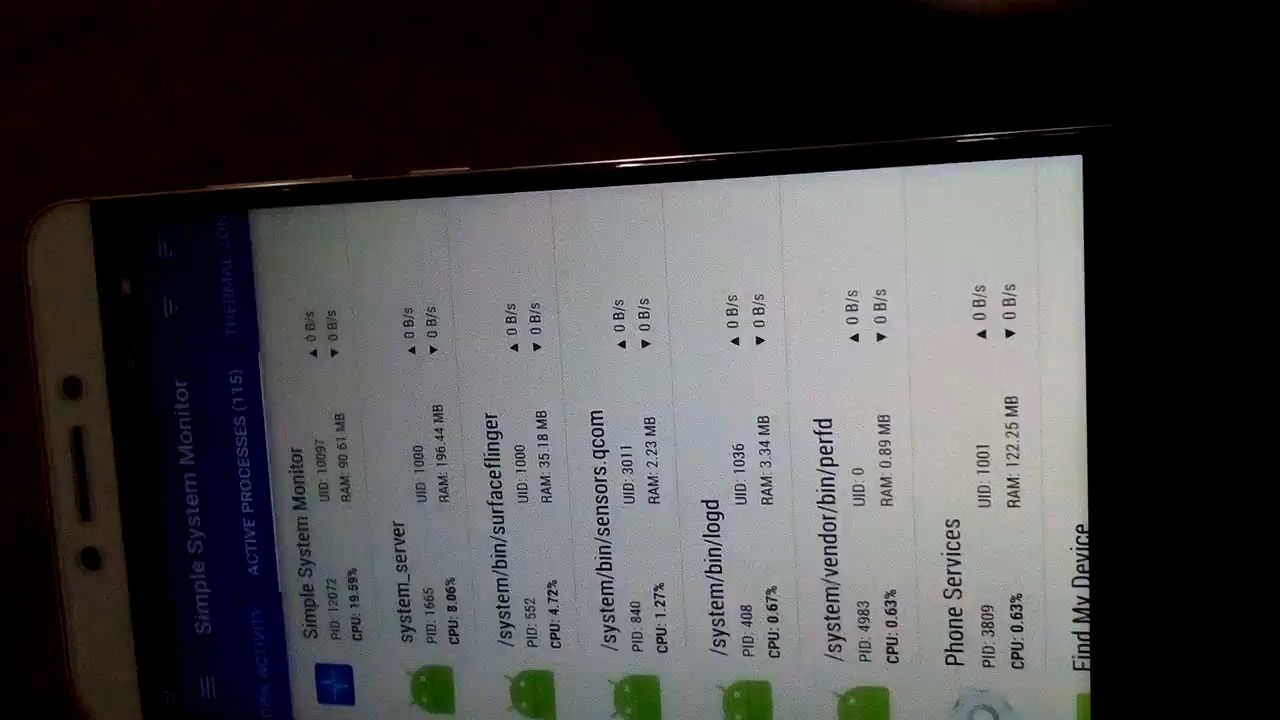 Simple System Monitor
ACTIVITY
ACTIVE PROCESSES (115)
THERMAL
Simple System Monitor
PID: 12072
UID: 10097
▲ 0 B/s
CPU: 19.59%
RAM: 90.61 MB
▼ 0 B/s
system_server
PID: 1665
UID: 1000
▲ 0 B/s
CPU: 8.06%
RAM: 196.44 MB
▼ 0 B/s
/system/bin/surfaceflinger
PID: 552
UID: 1000
▲ 0 B/s
CPU: 4.72%
RAM: 35.18 MB
▼ 0 B/s
/system/bin/sensors.qcom
PID: 840
UID: 3011
▲ 0 B/s
CPU: 1.27%
RAM: 2.23 MB
▼ 0 B/s
/system/bin/logd
PID: 408
UID: 1036
▲ 0 B/s
CPU: 0.67%
RAM: 3.34 MB
▼ 0 B/s
/system/vendor/bin/perfd
PID: 4983
UID: 0
▲ 0 B/s
CPU: 0.63%
RAM: 0.89 MB
▼ 0 B/s
Phone Services
PID: 3809
UID: 1001
▲ 0 B/s
CPU: 0.63%
RAM: 122.25 MB
▼ 0 B/s
Find My Device